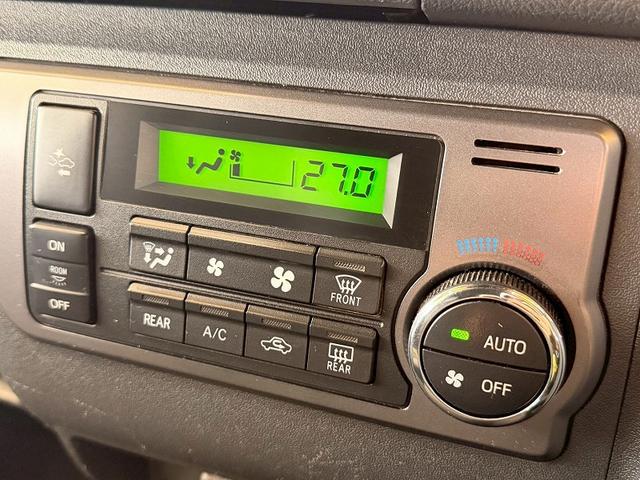 27.0
ON
ROOM
OFF
FRONT
REAR
A/C
REAR
AUTO
OFF